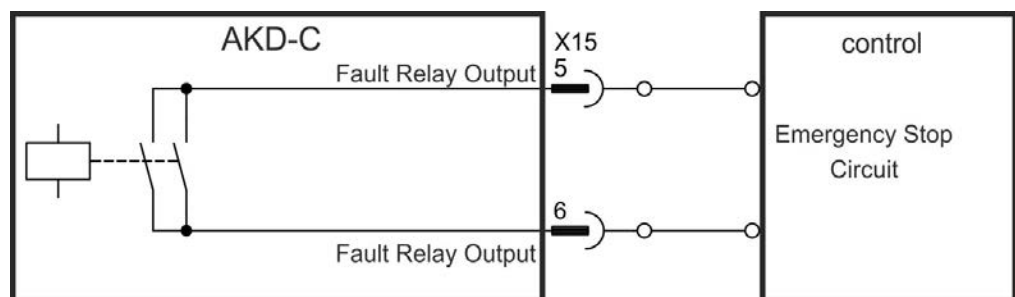 AKD-C
X15
control
Fault Relay Output
5
Emergency Stop
Circuit
6
Fault Relay Output